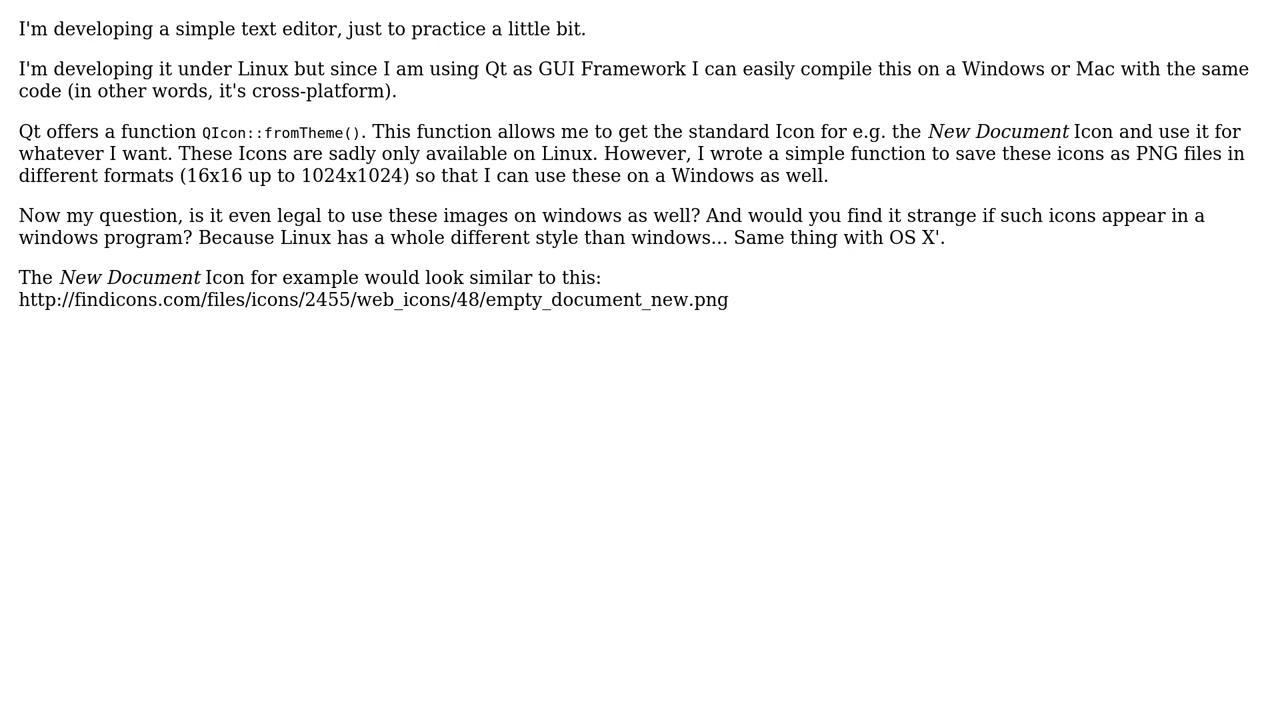 I'm developing a simple text editor, just to practice a little bit.
I'm developing it under Linux but since I am using Qt as GUI Framework I can easily compile this on a Windows or Mac with the same
code (in other words, it's cross-platform).
Qt offers a function QIcon::fromTheme(). This function allows me to get the standard Icon for e.g. the New Document Icon and use it for
whatever I want. These Icons are sadly only available on Linux. However, I wrote a simple function to save these icons as PNG files in
different formats (16x16 up to 1024x1024) so that I can use these on a Windows as well.
Now my question, is it even legal to use these images on windows as well? And would you find it strange if such icons appear in a
windows program? Because Linux has a whole different style than windows... Same thing with OS X'.
The New Document Icon for example would look similar to this:
http://findicons.com/files/icons/2455/web_icons/48/empty_document_new.png